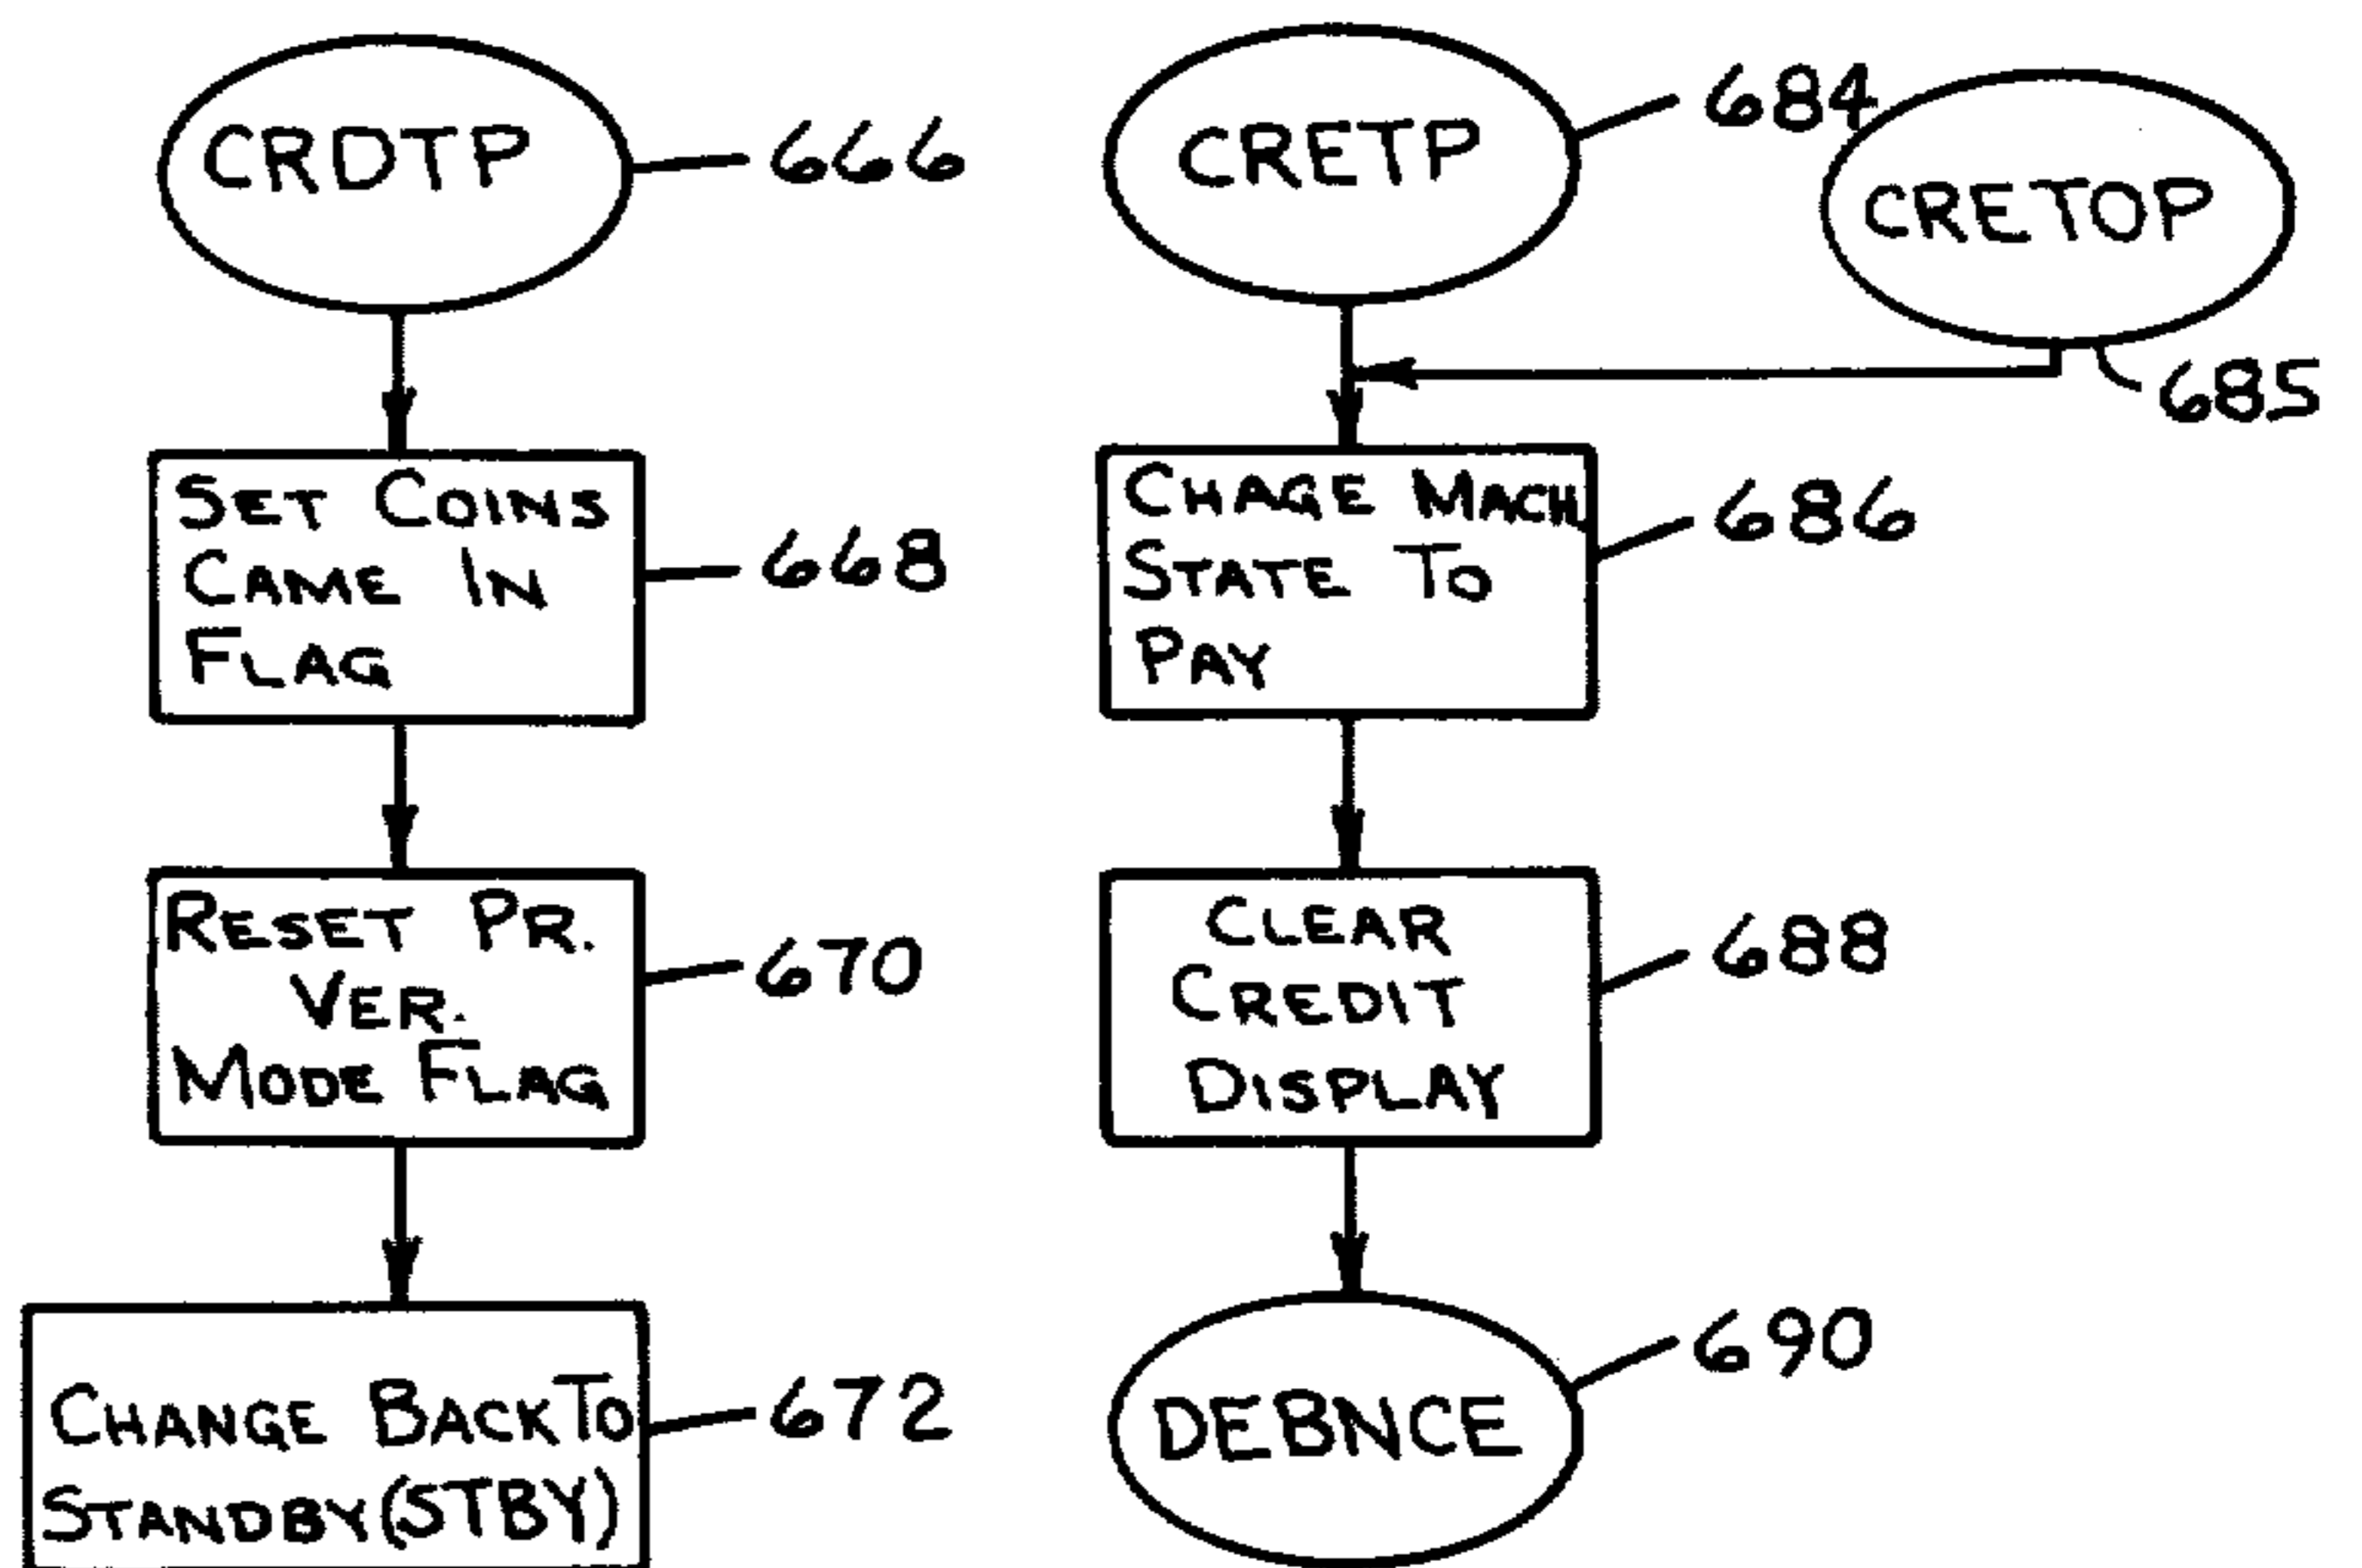 CRDTP
666
SET COINS
CAME IN
FLAG
668
RESET PR.
VER.
MODE FLAG
670
CHANGE BACK TO
STANDBY (STBY)
672
CRETP
684
CRETOP
685
CHAGE MACH.
STATE TO
PAY
686
CLEAR
CREDIT
DISPLAY
688
DEBNCE
690